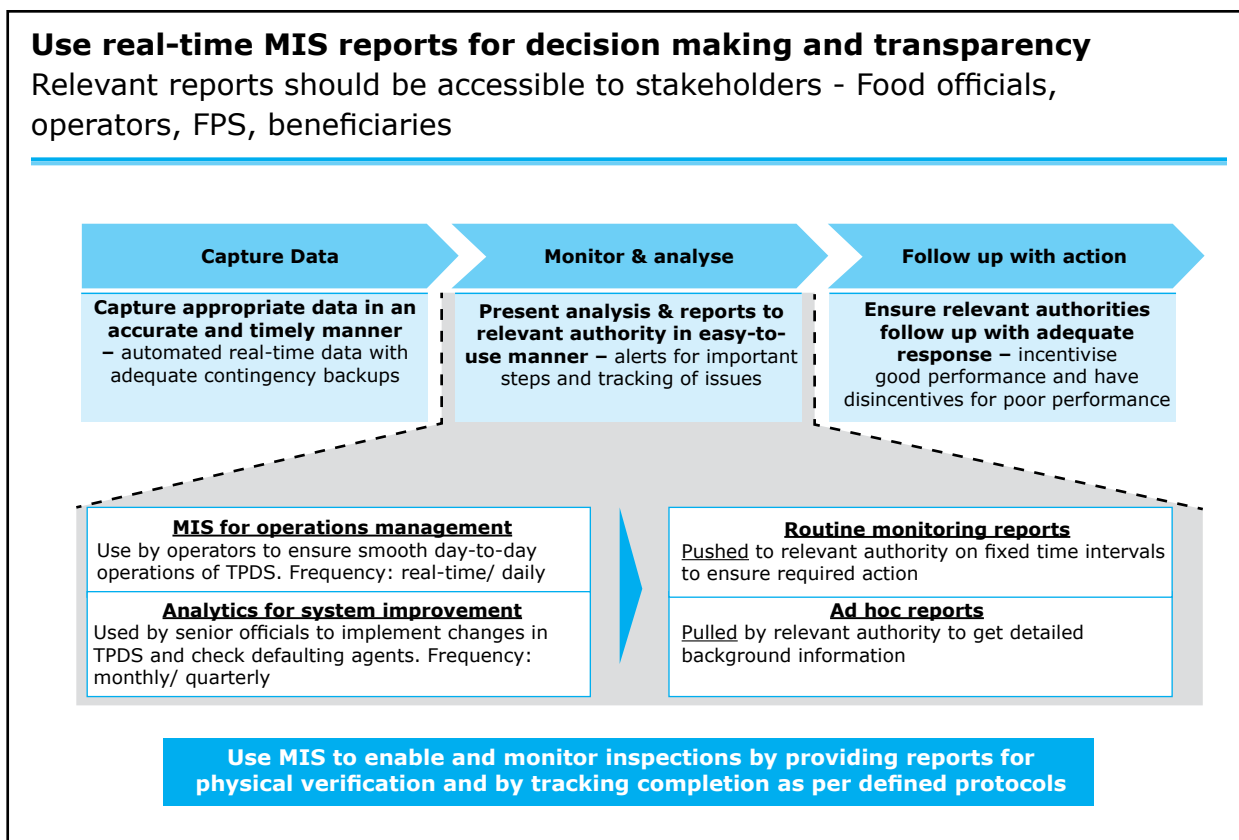 Use real-time MIS reports for decision making and transparency
Relevant reports should be accessible to stakeholders - Food officials,
operators, FPS, beneficiaries
Capture Data
Monitor & analyse
Follow up with action
Capture appropriate data in an
accurate and timely manner
– automated real-time data with
adequate contingency backups
Present analysis & reports to
relevant authority in easy-to-
use manner – alerts for important
steps and tracking of issues
Ensure relevant authorities
follow up with adequate
response – incentivise
good performance and have
disincentives for poor performance
MIS for operations management
Use by operators to ensure smooth day-to-day
operations of TPDS. Frequency: real-time/ daily
Analytics for system improvement
Used by senior officials to implement changes in
TPDS and check defaulting agents. Frequency:
monthly/ quarterly
Routine monitoring reports
Pushed to relevant authority on fixed time intervals
to ensure required action
Ad hoc reports
Pulled by relevant authority to get detailed
background information
Use MIS to enable and monitor inspections by providing reports for
physical verification and by tracking completion as per defined protocols